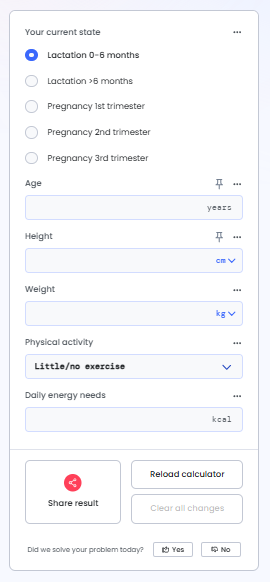 Your current state
Lactation 0-6 months
Lactation >6 months
Pregnancy 1st trimester
Pregnancy 2nd trimester
Pregnancy 3rd trimester
Age
years
Height
cm
Weight
kg
Physical activity
Little/no exercise
Daily energy needs
kcal
Share result
Reload calculator
Clear all changes
Did we solve your problem today? Yes No